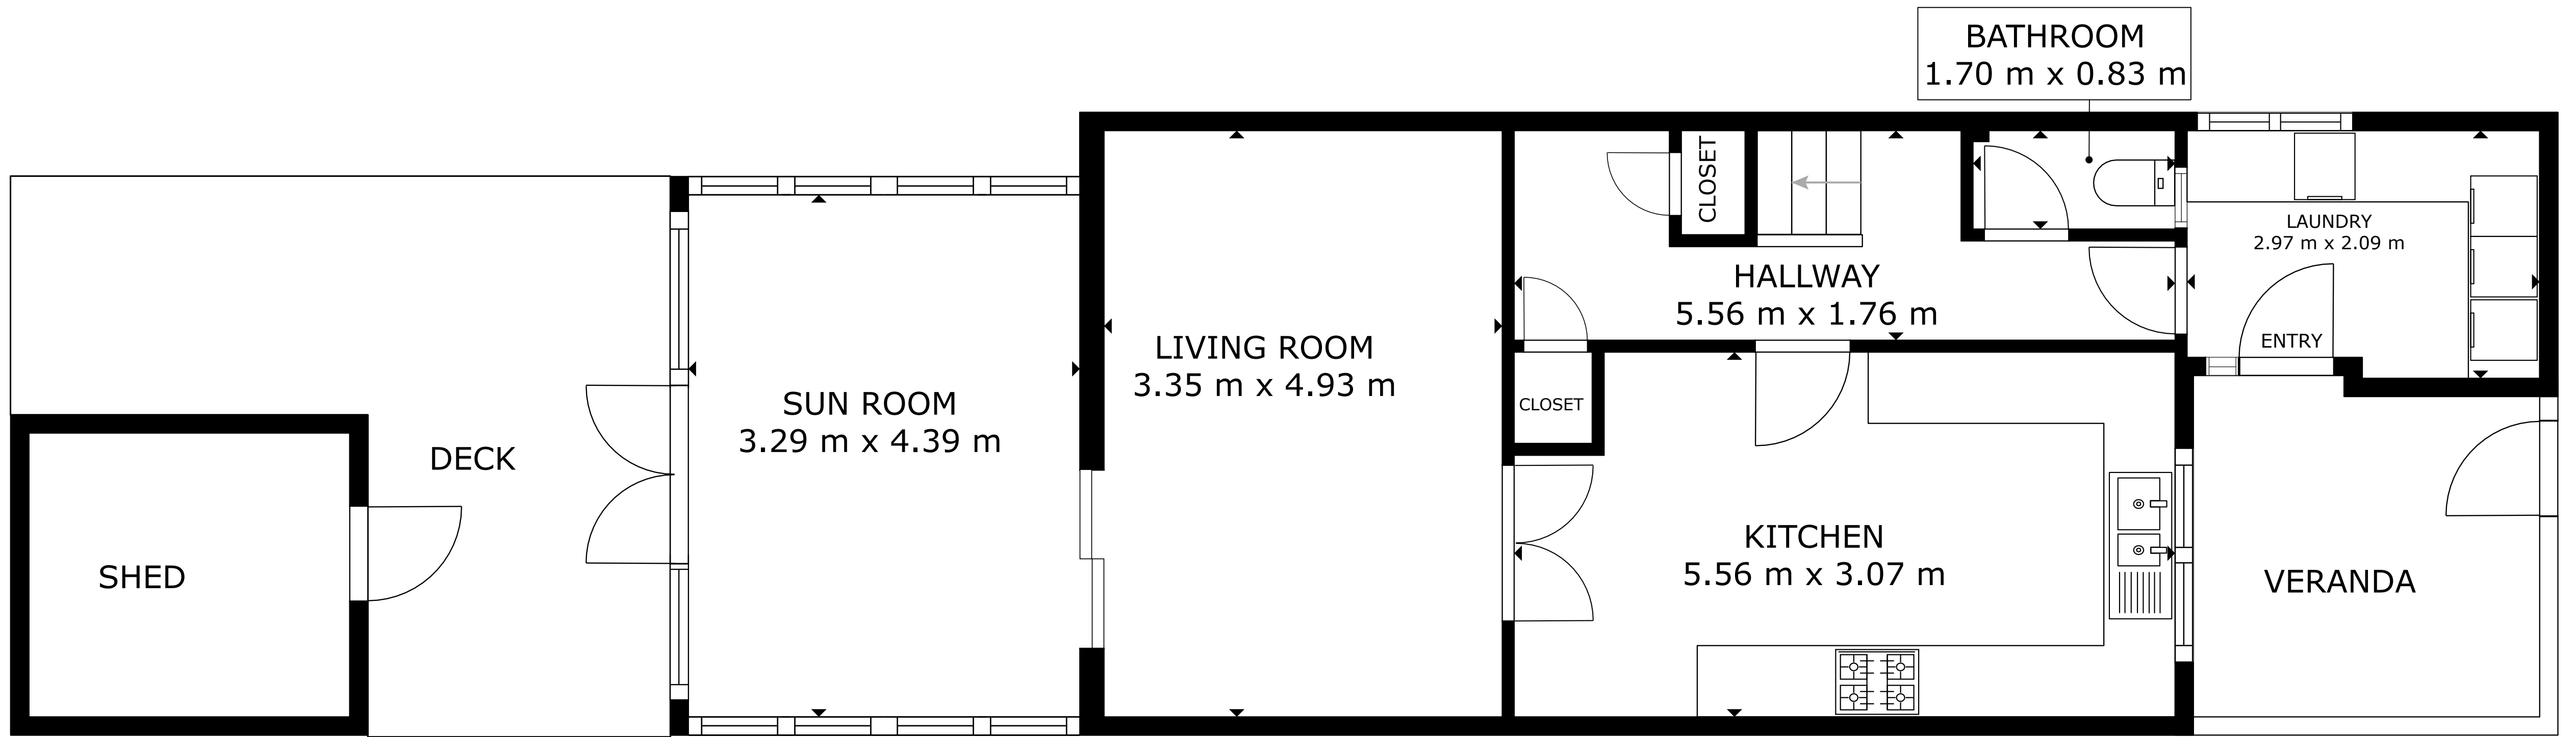 BATHROOM
1.70 m x 0.83 m
CLOSET
LAUNDRY
2.97 m x 2.09 m
HALLWAY
5.56 m x 1.76 m
ENTRY
LIVING ROOM
3.35 m x 4.93 m
SUN ROOM
3.29 m x 4.39 m
CLOSET
DECK
KITCHEN
5.56 m x 3.07 m
SHED
VERANDA